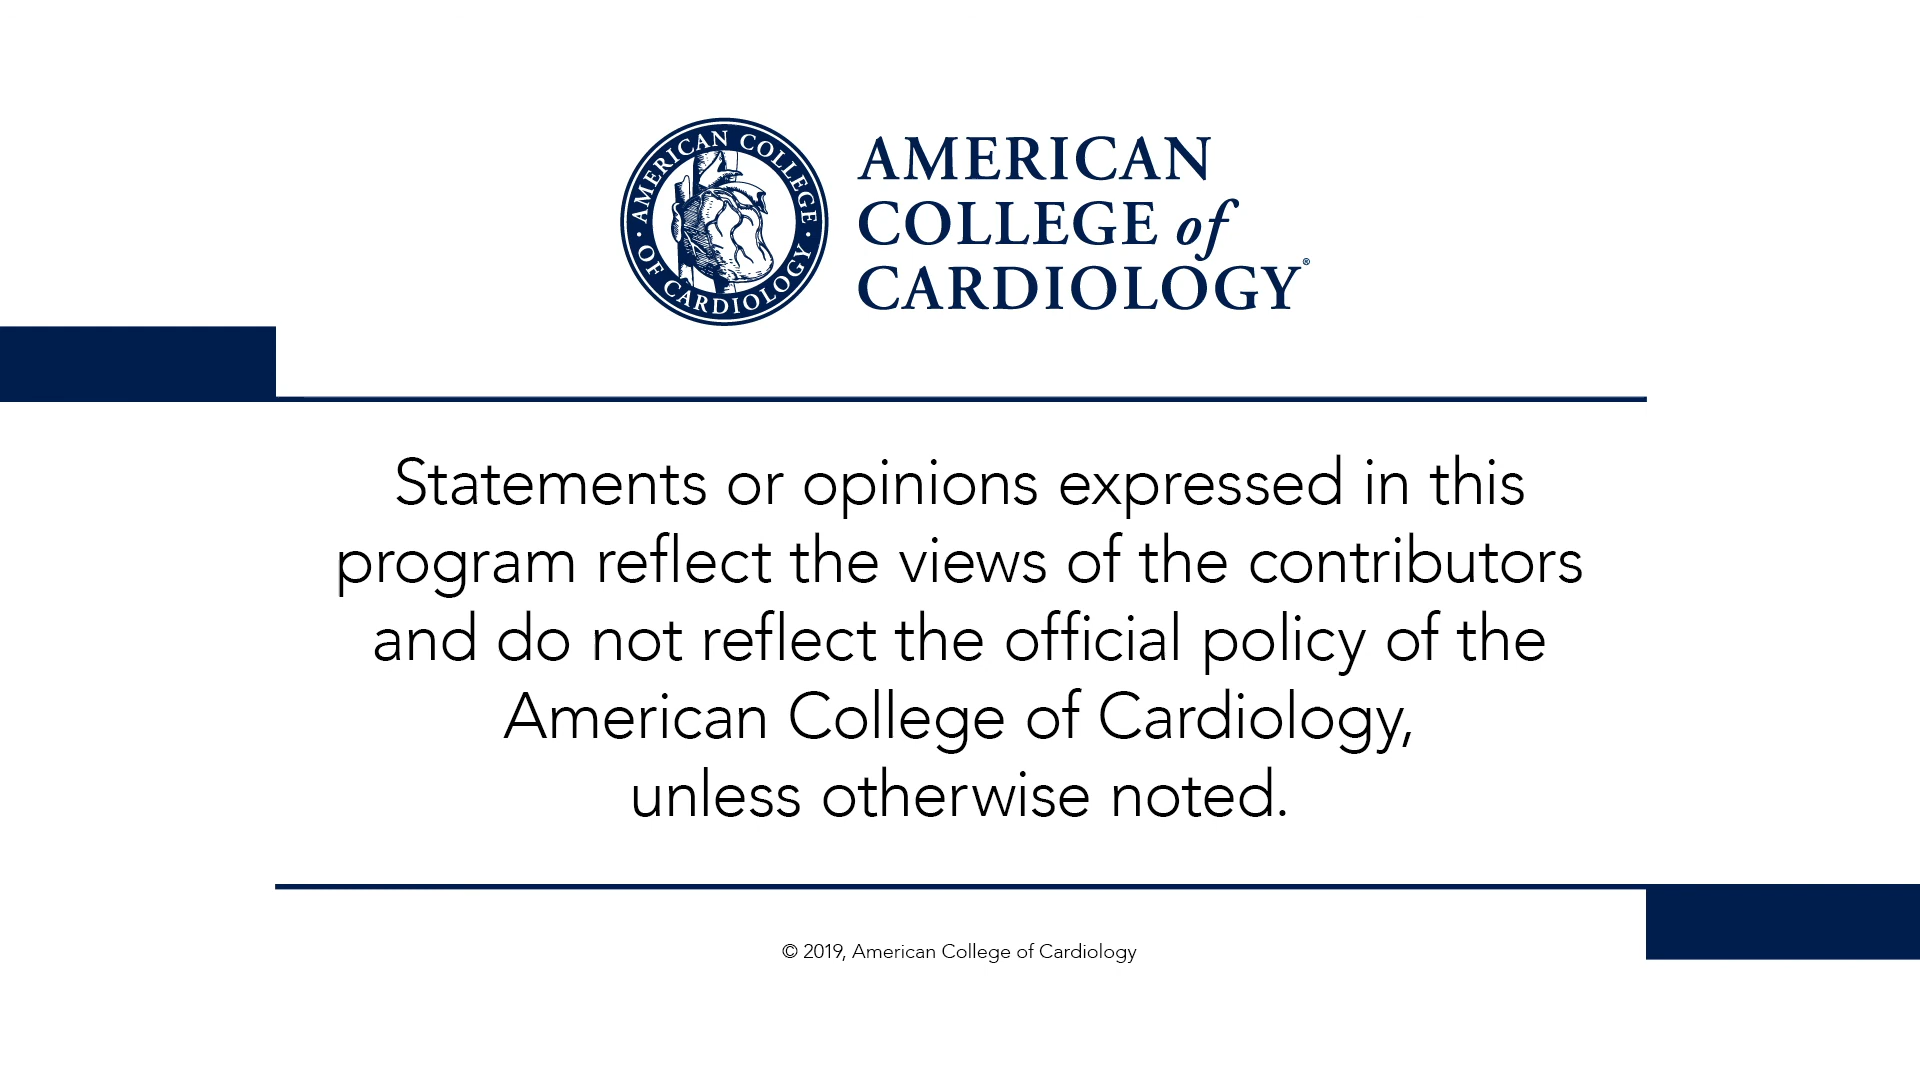 AMERICAN COLLEGE
· OF CARDIOLOGY ·
AMERICAN
COLLEGE of
CARDIOLOGY®
Statements or opinions expressed in this
program reflect the views of the contributors
and do not reflect the official policy of the
American College of Cardiology,
unless otherwise noted.
© 2019, American College of Cardiology